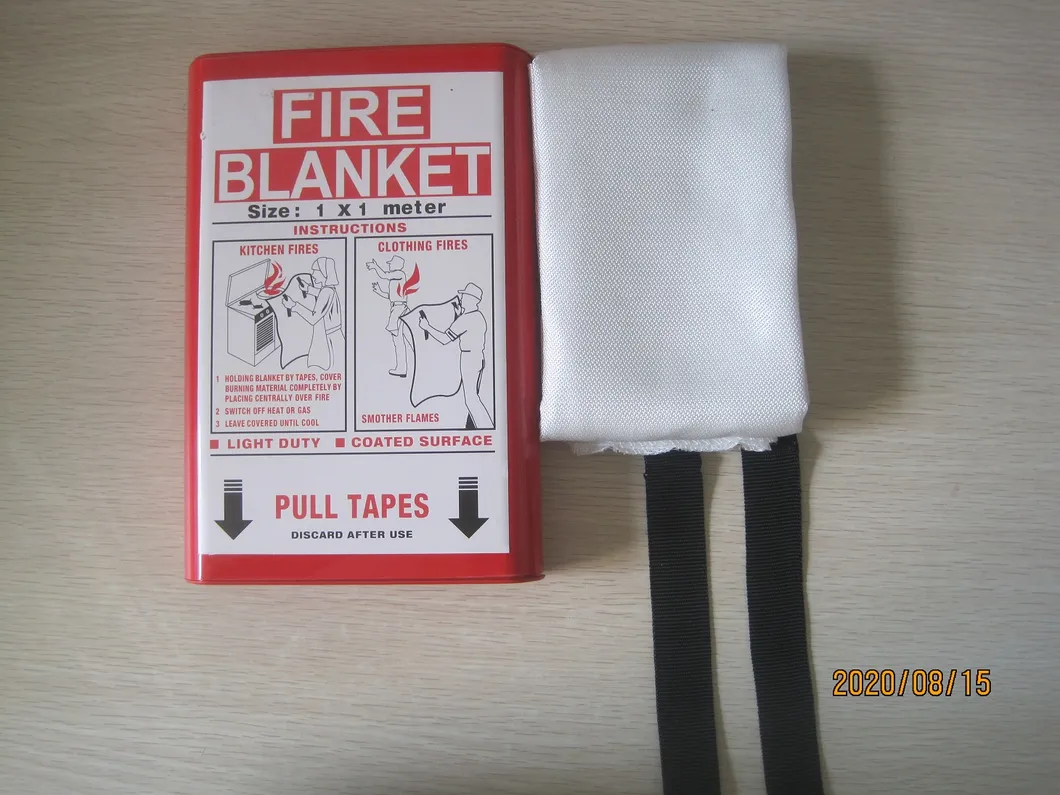 FIRE
BLANKET
Size: 1 X 1 meter
INSTRUCTIONS
KITCHEN FIRES
1 HOLDING BLANKET BY TAPES, COVER
BURNING MATERIAL COMPLETELY BY
PLACING CENTRALLY OVER FIRE
2 SWITCH OFF HEAT OR GAS
3 LEAVE COVERED UNTIL COOL
CLOTHING FIRES
SMOTHER FLAMES
LIGHT DUTY COATED SURFACE
PULL TAPES
DISCARD AFTER USE
2020/08/15